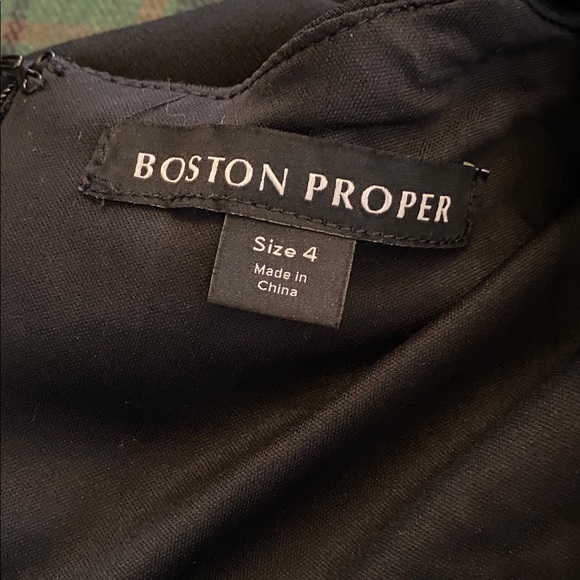 BOSTON PROPER
Size 4
Made in
China